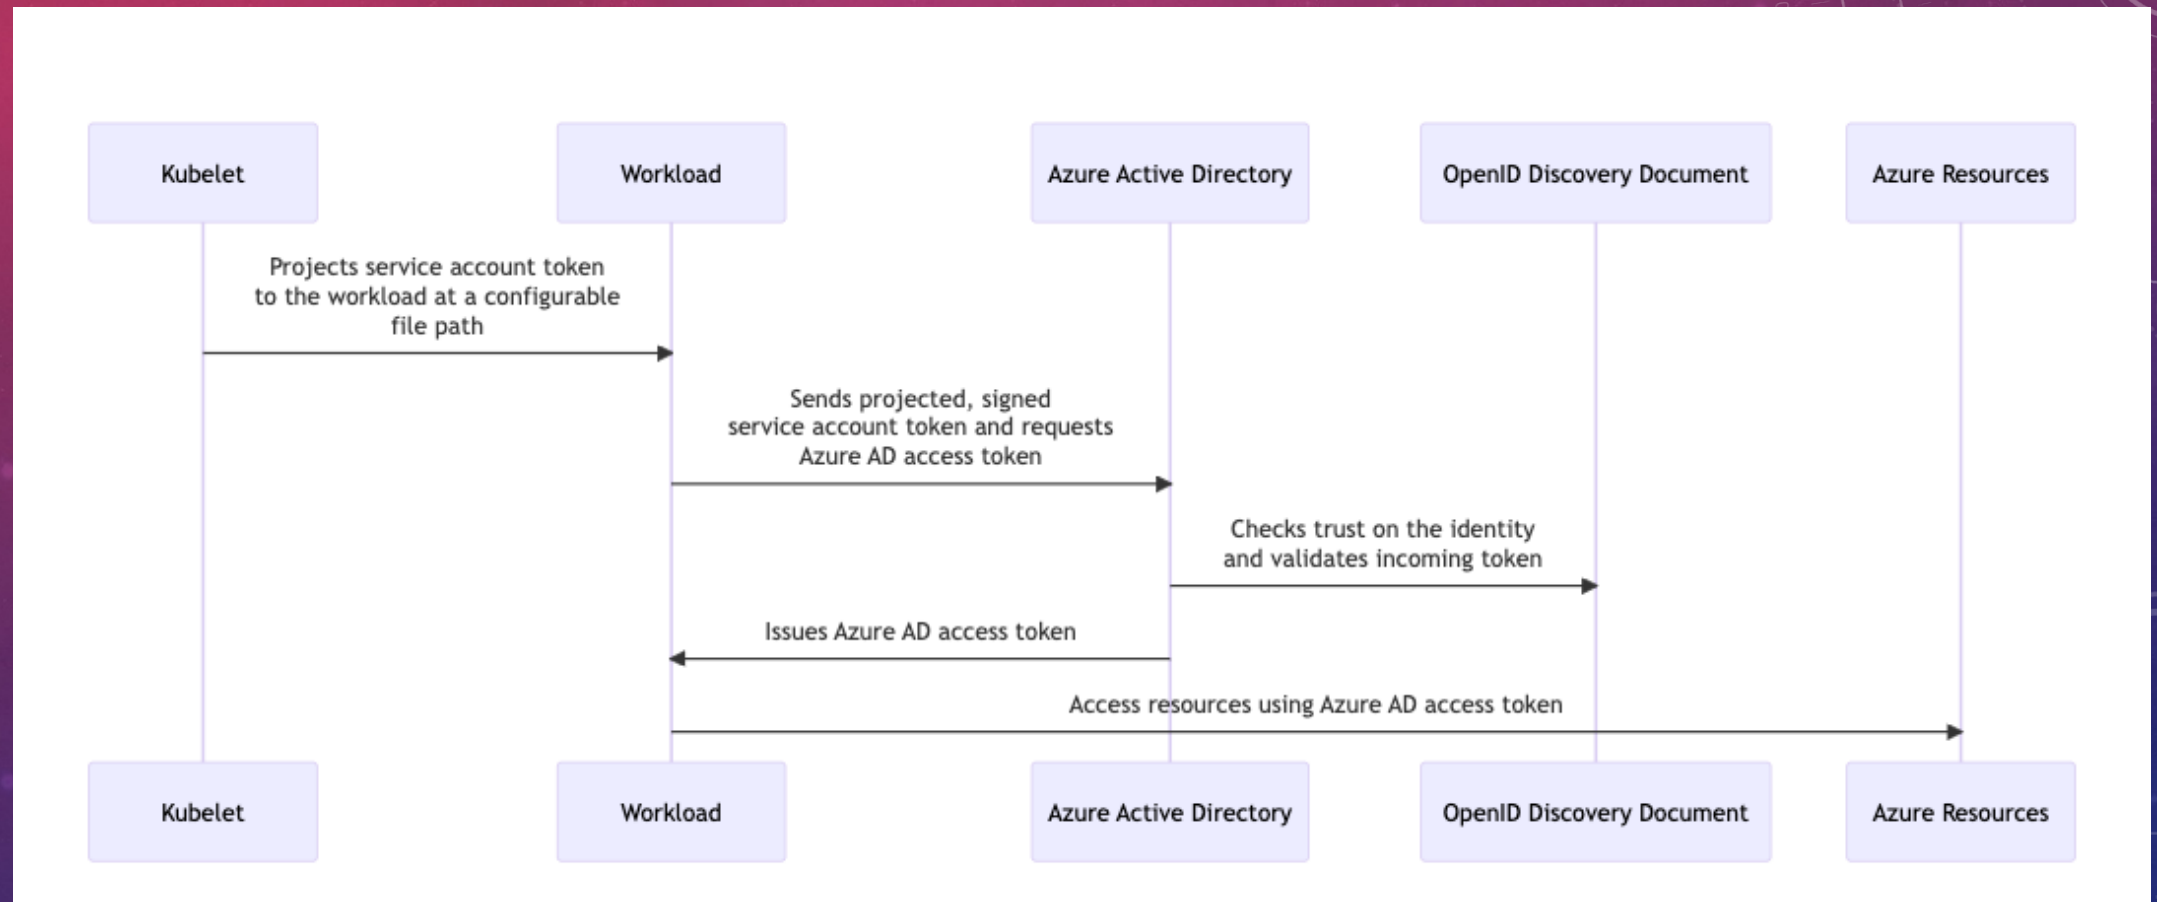 Kubelet
Workload
Azure Active Directory
OpenID Discovery Document
Azure Resources
Projects service account token
to the workload at a configurable
file path
Sends projected, signed
service account token and requests
Azure AD access token
Checks trust on the identity
and validates incoming token
Issues Azure AD access token
Access resources using Azure AD access token
Kubelet
Workload
Azure Active Directory
OpenID Discovery Document
Azure Resources